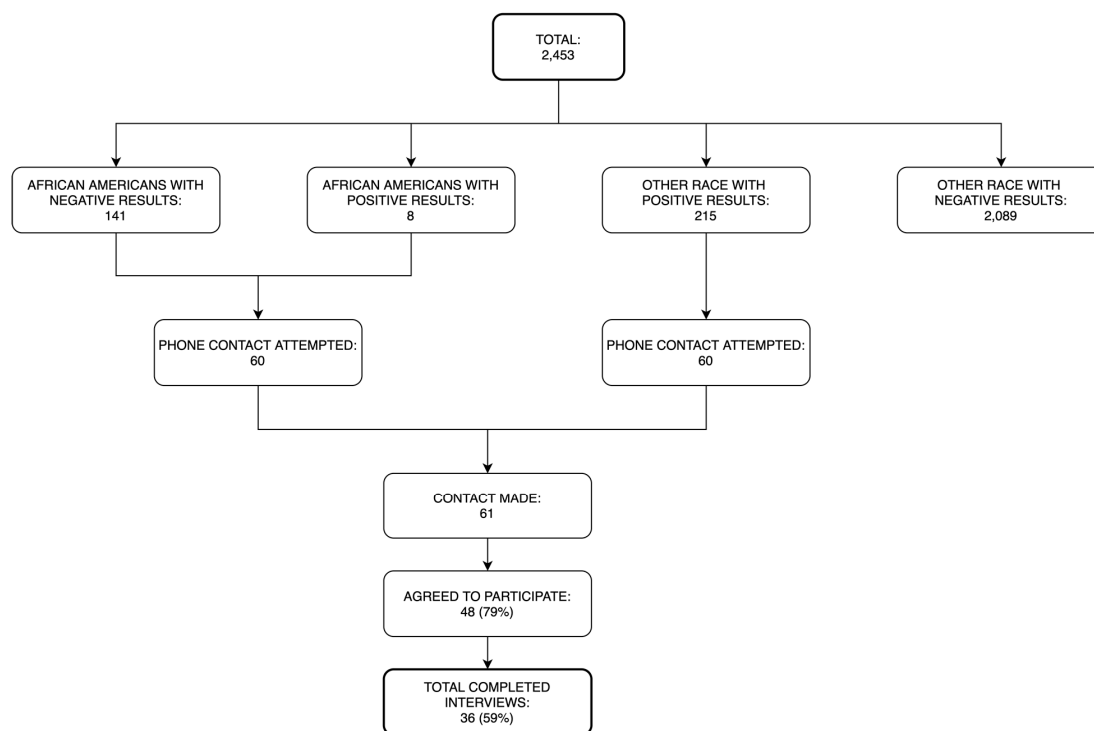 TOTAL:
2,453
AFRICAN AMERICANS WITH
NEGATIVE RESULTS:
141
AFRICAN AMERICANS WITH
POSITIVE RESULTS:
8
OTHER RACE WITH
POSITIVE RESULTS:
215
OTHER RACE WITH
NEGATIVE RESULTS:
2,089
PHONE CONTACT ATTEMPTED:
60
PHONE CONTACT ATTEMPTED:
60
CONTACT MADE:
61
AGREED TO PARTICIPATE:
48 (79%)
TOTAL COMPLETED
INTERVIEWS:
36 (59%)